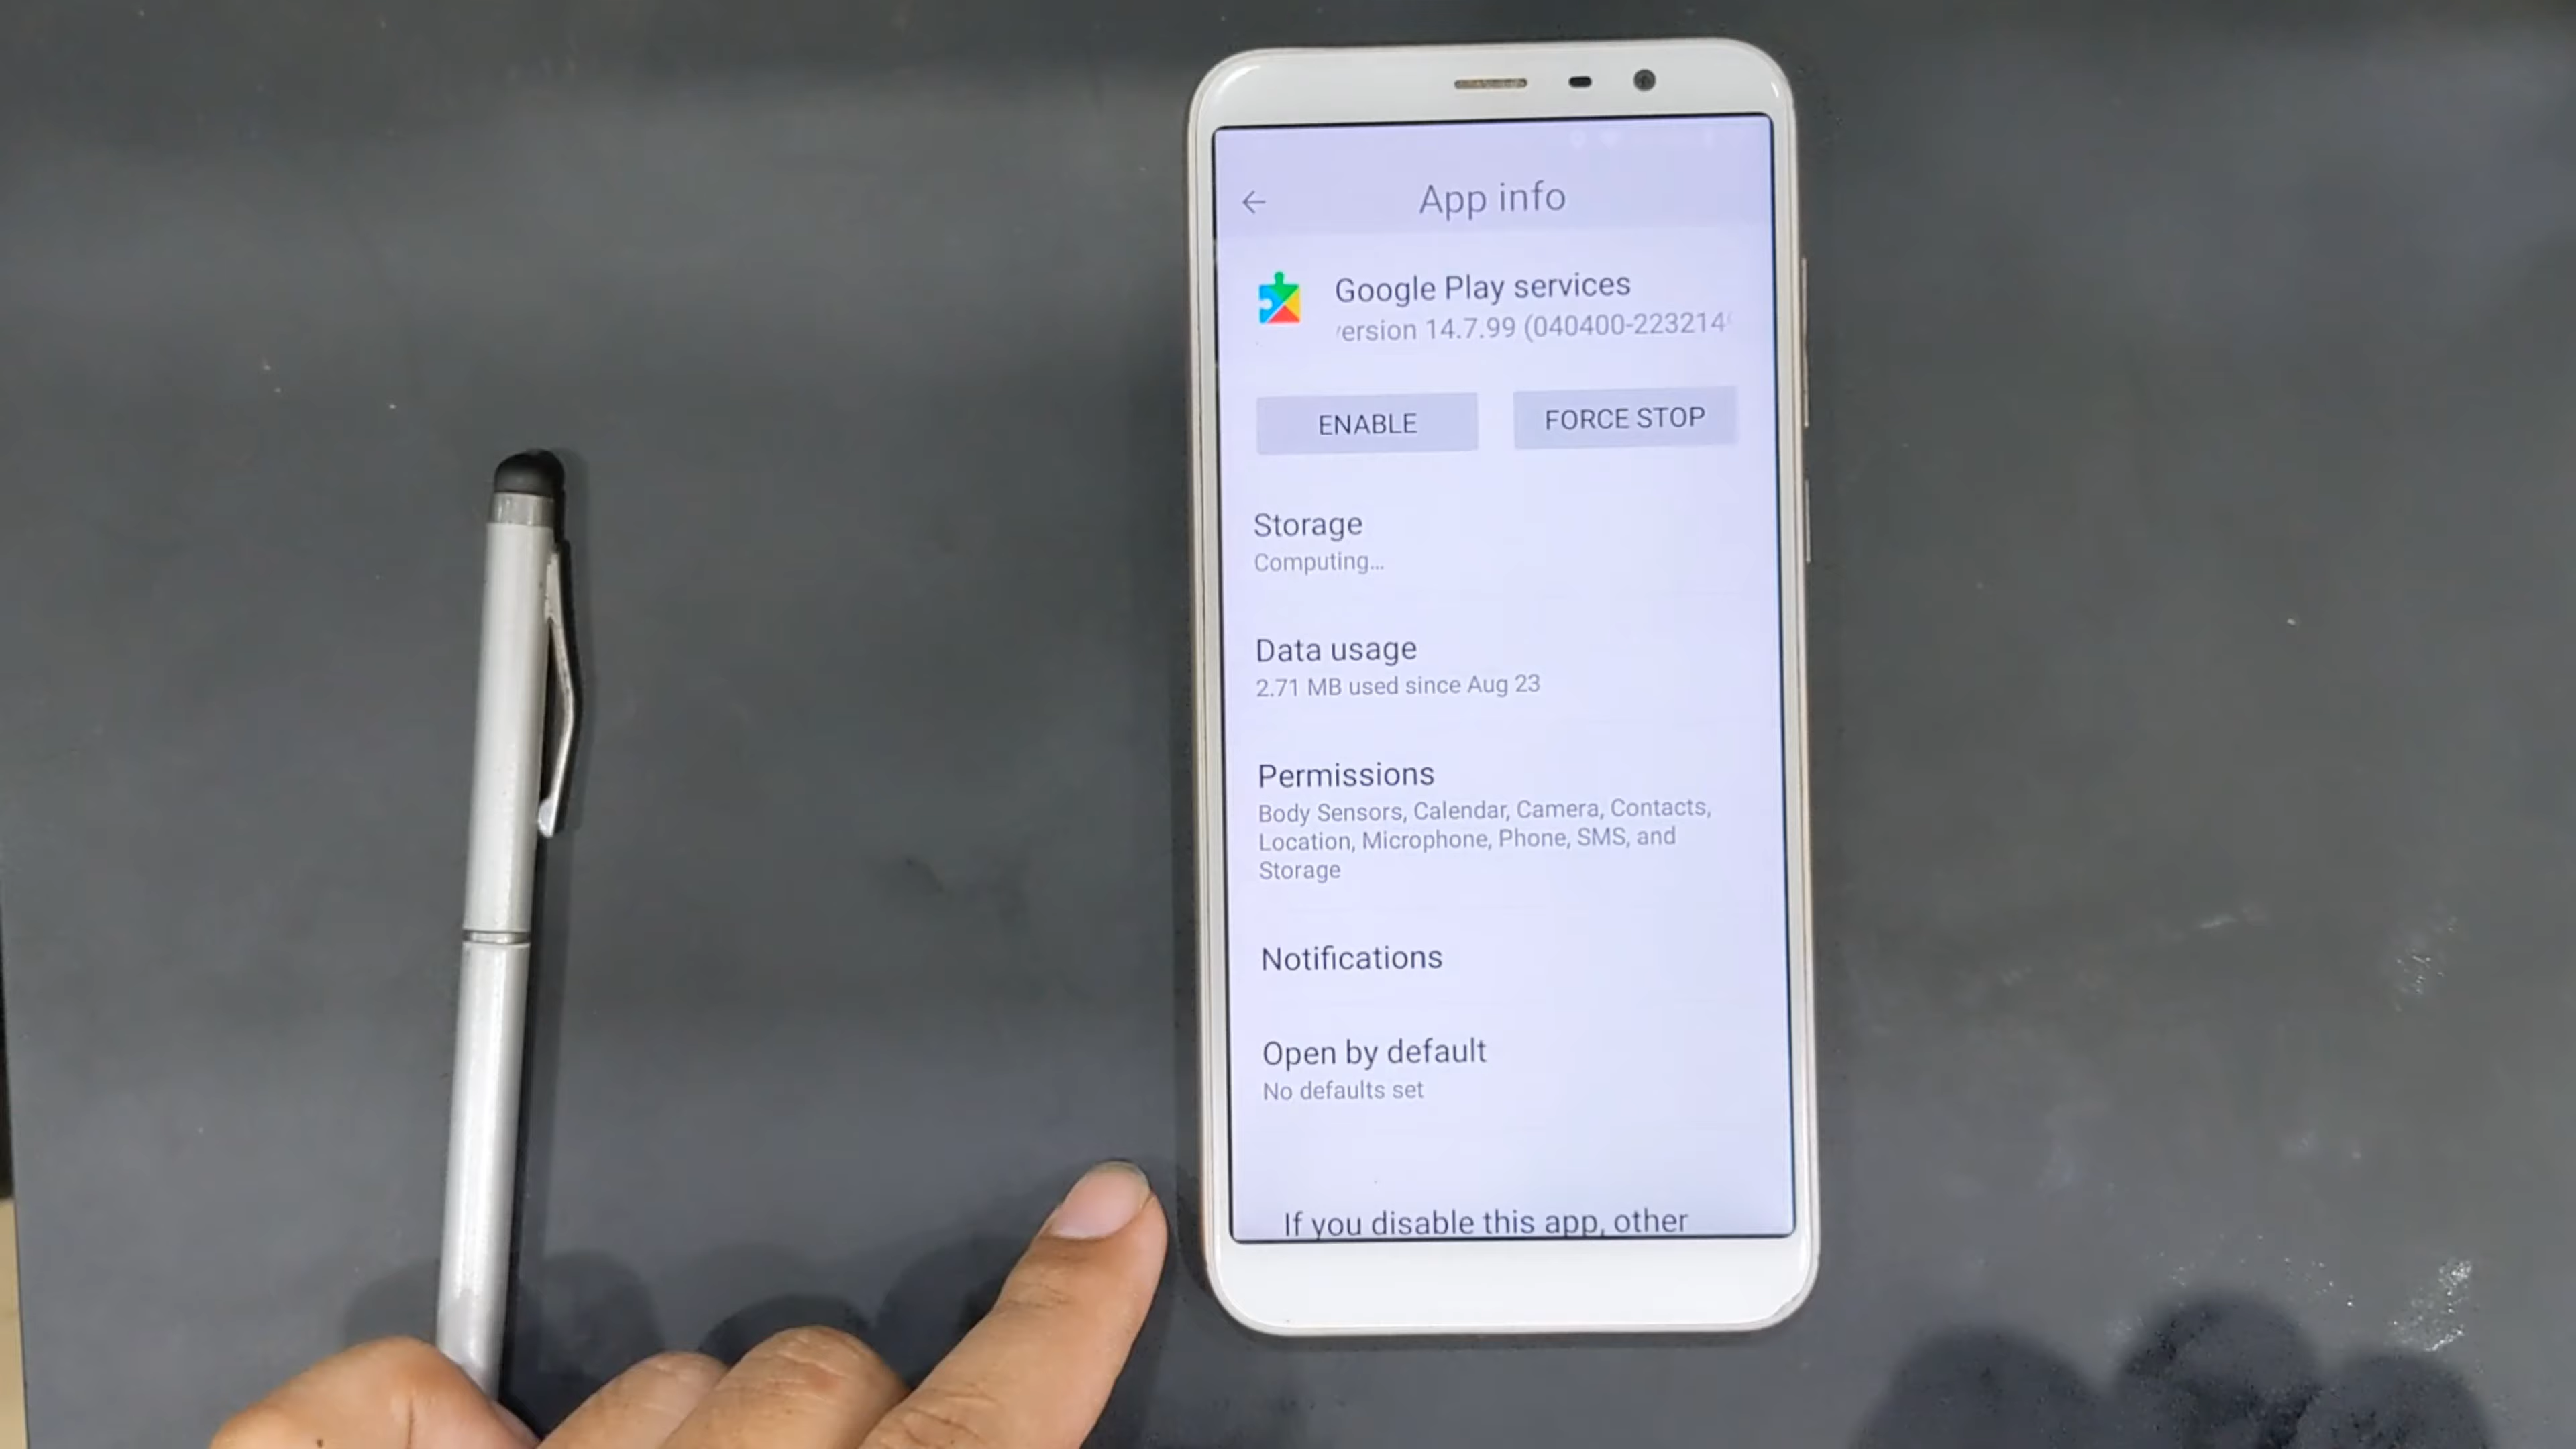 App info
Google Play services
ersion 14.7.99 (040400-223214
ENABLE
FORCE STOP
Storage
Computing...
Data usage
2.71 MB used since Aug 23
Permissions
Body Sensors, Calendar, Camera, Contacts,
Location, Microphone, Phone, SMS, and
Storage
Notifications
Open by default
No defaults set
If you disable this app, other